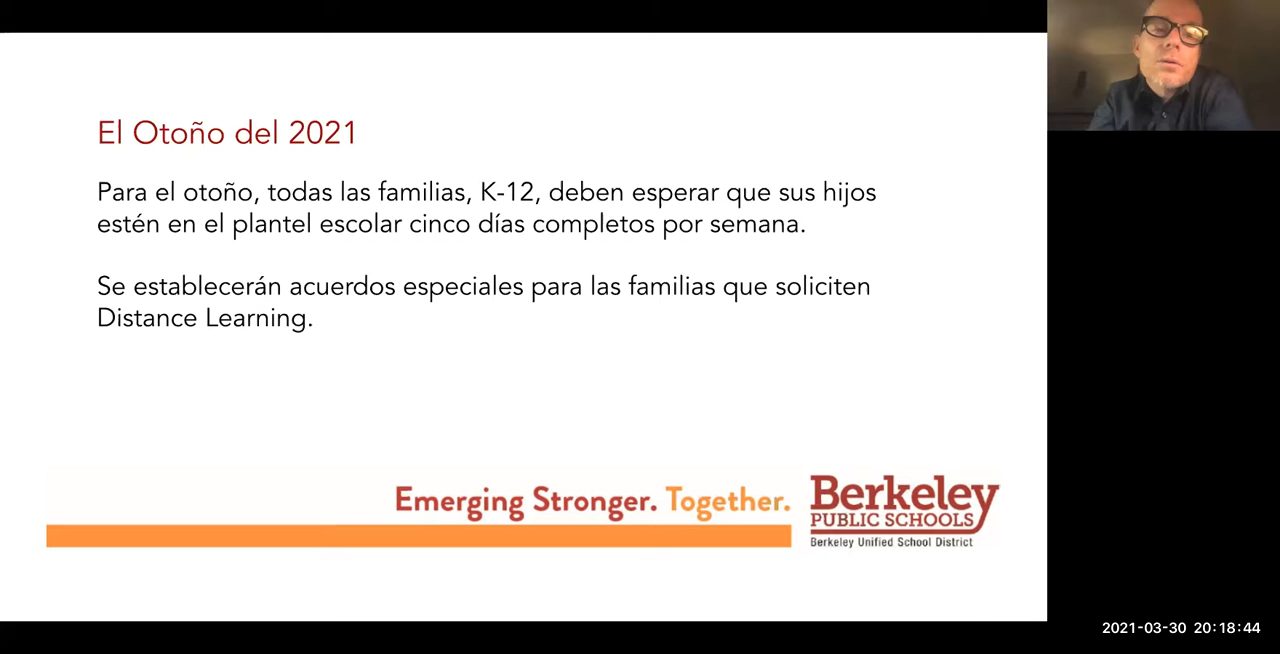 El Otoño del 2021
Para el otoño, todas las familias, K-12, deben esperar que sus hijos
estén en el plantel escolar cinco días completos por semana.
Se establecerán acuerdos especiales para las familias que soliciten
Distance Learning.
Emerging Stronger. Together.
Berkeley
PUBLIC SCHOOLS
Berkeley Unified School District
2021-03-30 20:18:44